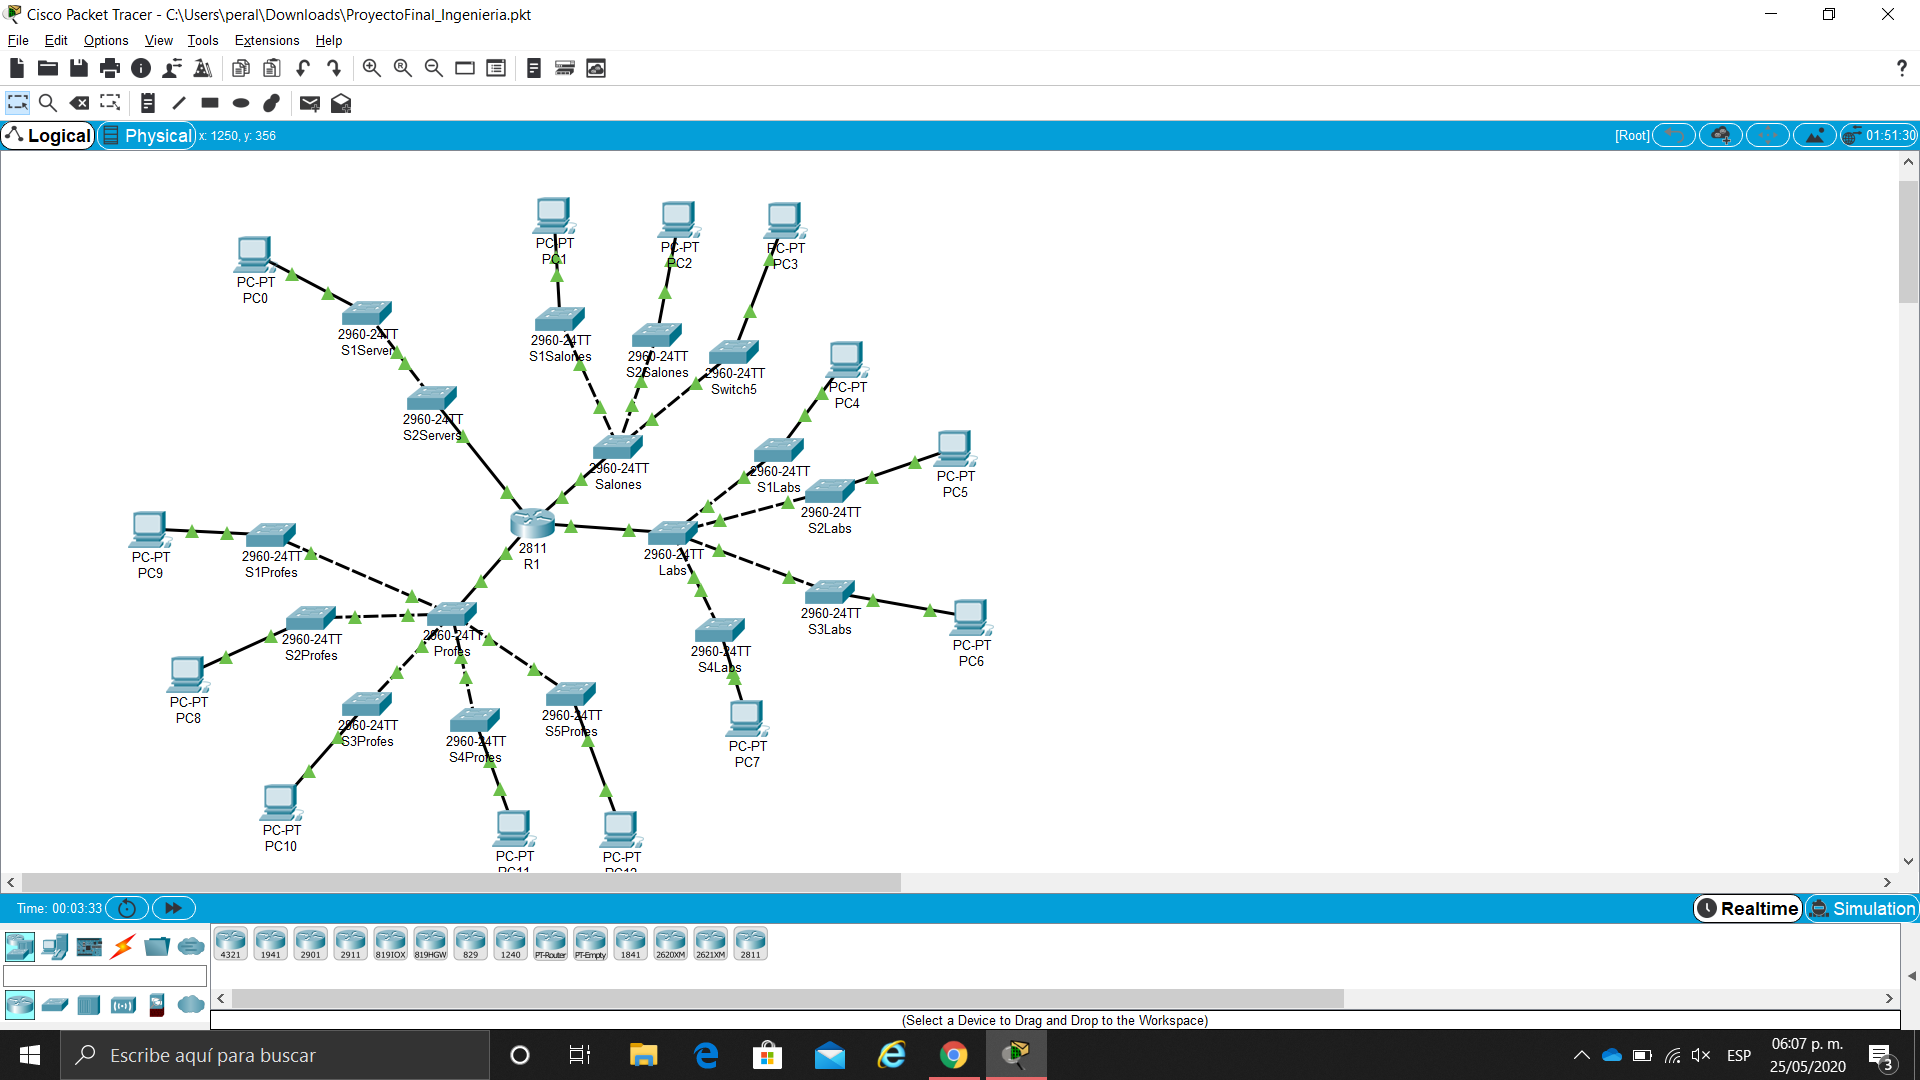 Cisco Packet Tracer - C:\Users\peral\Downloads\ProyectoFinal_Ingenieria.pkt
File Edit Options View Tools Extensions Help
?
Logical Physical x: 1250, y: 356 [Root] 01:51:30
PC-PT
PC0
PC-PT
PC1
PC-PT
PC2
PC-PT
PC3
2960-24TT
S1Server
2960-24TT
S1Salones
2960-24TT
S2Salones
2960-24TT
Switch5
PC-PT
PC4
2960-24TT
S2Servers
2960-24TT
Salones
2960-24TT
S1Labs
PC-PT
PC5
2960-24TT
S2Labs
PC-PT
PC9
2960-24TT
S1Profes
2811
R1
2960-24TT
Labs
2960-24TT
S3Labs
2960-24TT
S2Profes
2960-24TT
Profes
2960-24TT
S4Labs
PC-PT
PC6
PC-PT
PC8
2960-24TT
S3Profes
2960-24TT
S4Profes
2960-24TT
S5Profes
PC-PT
PC7
PC-PT
PC10
PC-PT
PC11
PC-PT
PC12
Time: 00:03:33 Realtime Simulation
4321 1941 2901 2911 819IOX 819HGW 829 1240 PT-Router PT-Empty 1841 2620XM 2621XM 2811
(Select a Device to Drag and Drop to the Workspace)
Escribe aquí para buscar
ESP
06:07 p. m.
25/05/2020
3